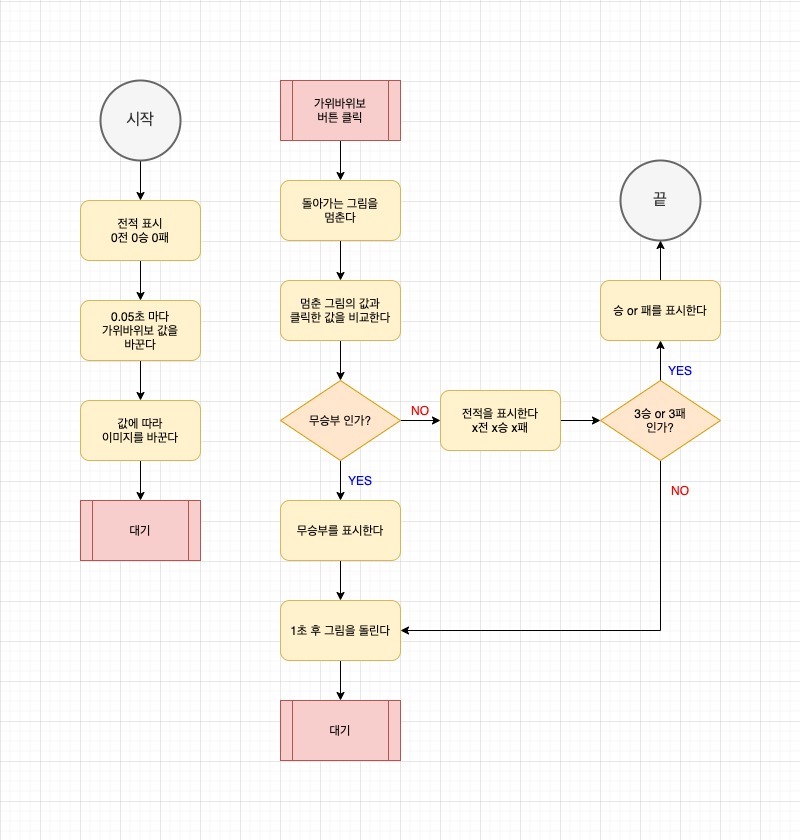 시작
전적 표시
0전 0승 0패
0.05초 마다
가위바위보 값을
바꾼다
값에 따라
이미지를 바꾼다
대기
가위바위보
버튼 클릭
돌아가는 그림을
멈춘다
멈춘 그림의 값과
클릭한 값을 비교한다
무승부 인가?
NO
YES
무승부를 표시한다
1초 후 그림을 돌린다
대기
전적을 표시한다
x전 x승 x패
3승 or 3패
인가?
YES
NO
승 or 패를 표시한다
끝